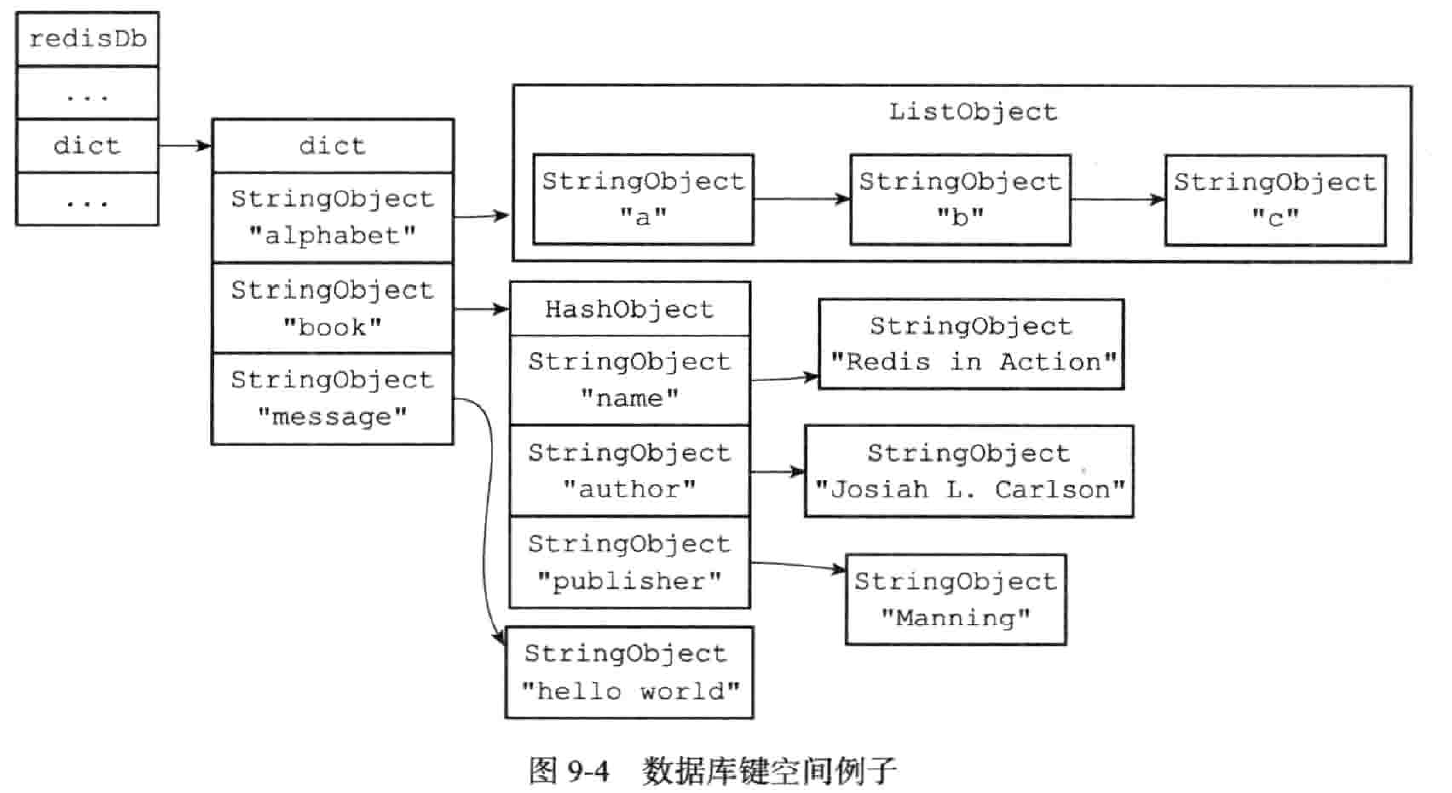 redisDb
...
dict
...
dict
StringObject
"alphabet"
StringObject
"book"
StringObject
"message"
ListObject
StringObject
"a"
StringObject
"b"
StringObject
"c"
HashObject
StringObject
"name"
StringObject
"author"
StringObject
"publisher"
StringObject
"Redis in Action"
StringObject
"Josiah L. Carlson"
StringObject
"Manning"
StringObject
"hello world"
图 9-4 数据库键空间例子